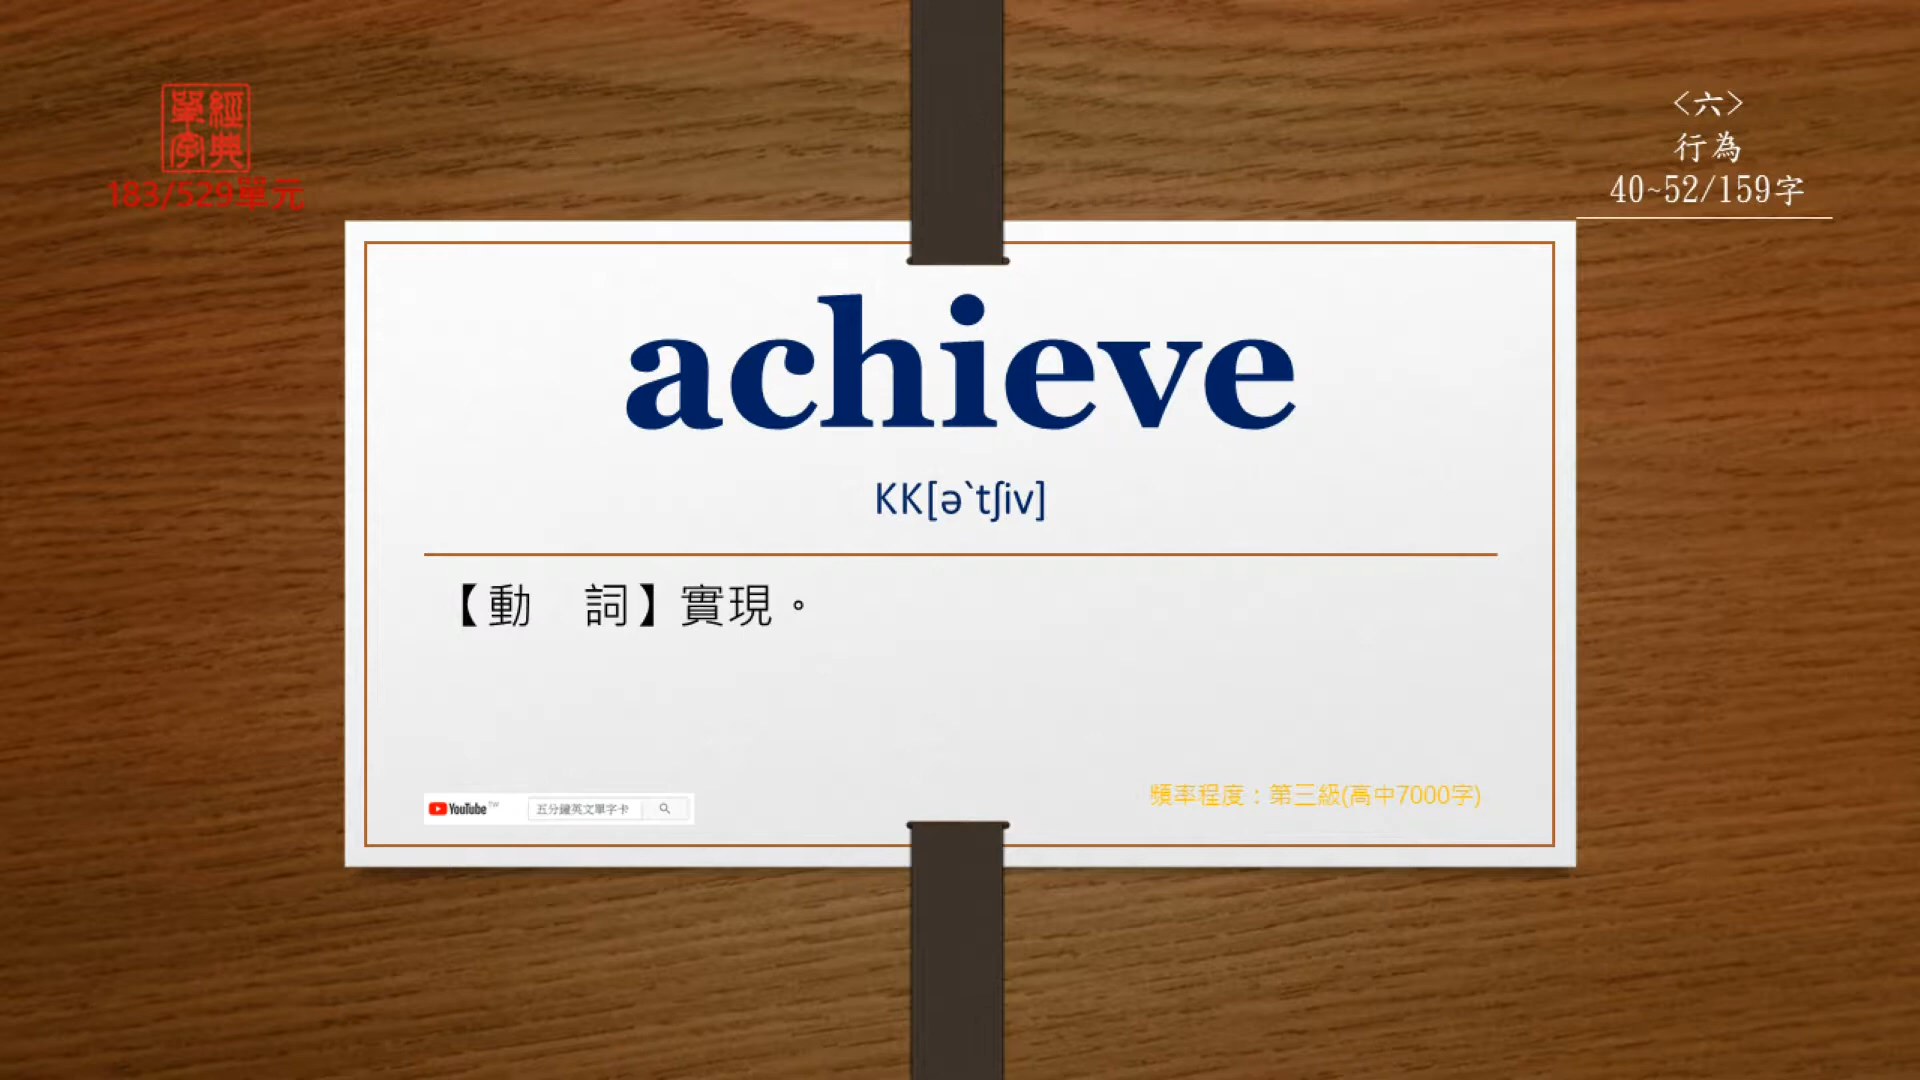 經典
單字
183/529單元
〈六〉
行為
40~52/159字
achieve
KK[ə`tʃiv]
【動　詞】實現。
YouTube TW
五分鐘英文單字卡
頻率程度：第三級(高中7000字)